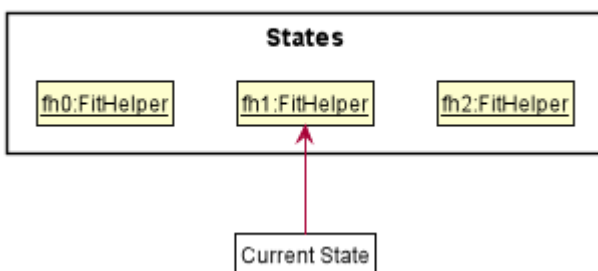 States
fh0:FitHelper
fh1:FitHelper
fh2:FitHelper
Current State